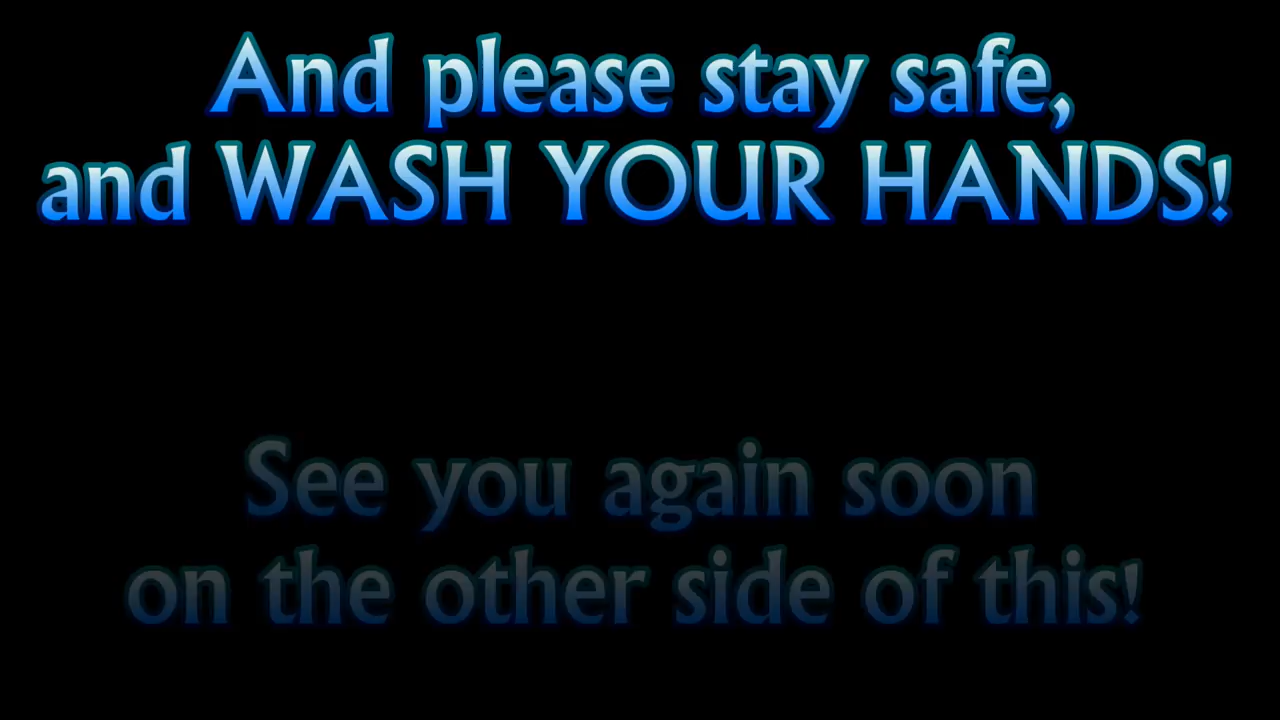 And please stay safe,
and WASH YOUR HANDS!
See you again soon
on the other side of this!